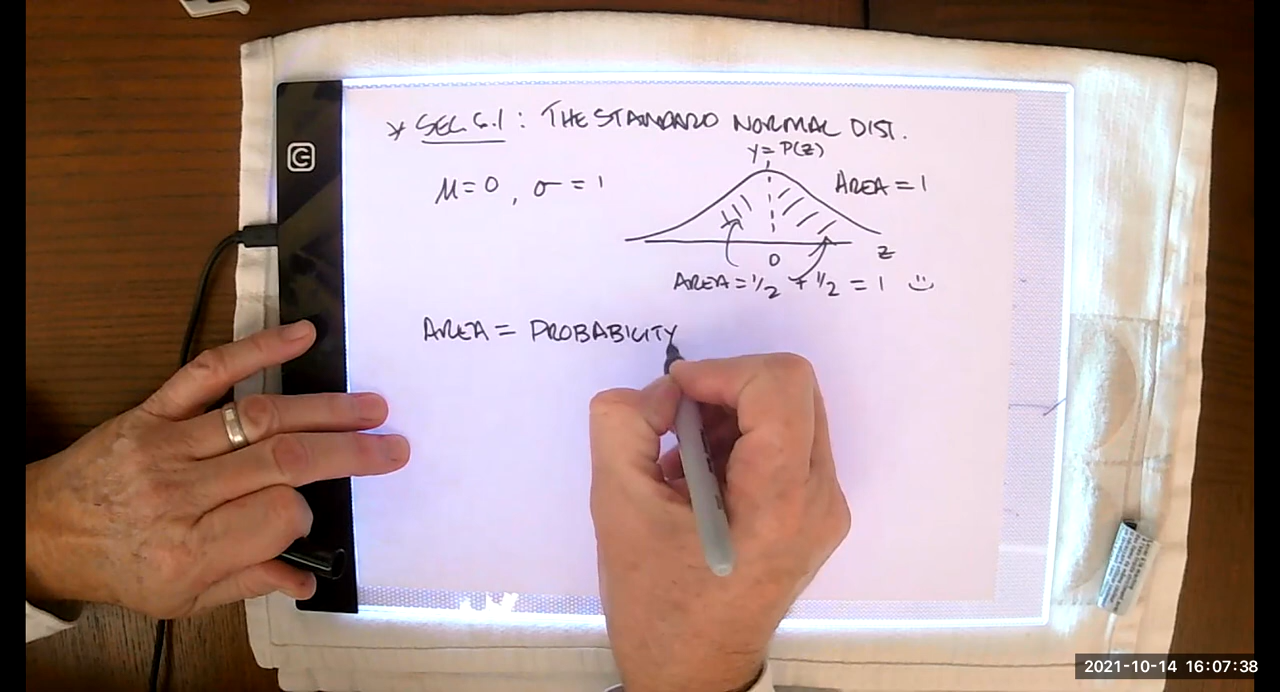 * SEC 6.1 : THE STANDARD NORMAL DIST.
y = P(z)
μ = 0 , σ = 1
AREA = 1
0
z
AREA = 1/2 + 1/2 = 1
AREA = PROBABILITY
2021-10-14 16:07:38